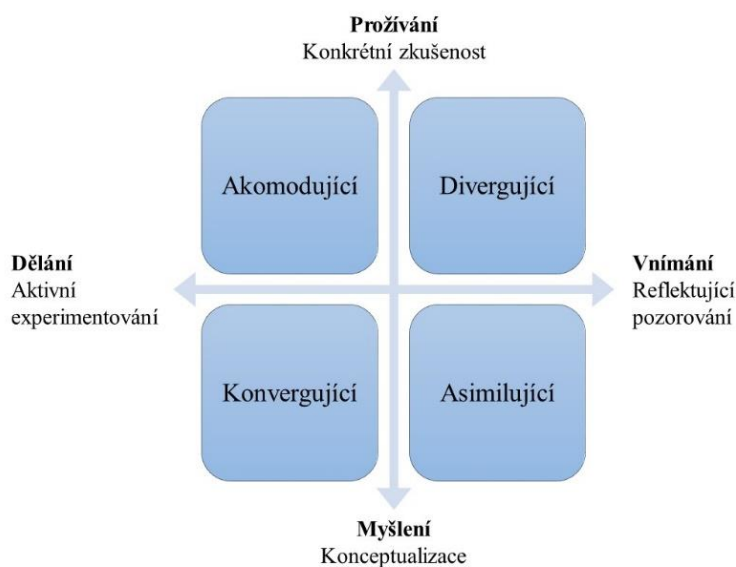 Prožívání
Konkrétní zkušenost
Akomodující
Divergující
Dělání
Aktivní
experimentování
Vnímání
Reflektující
pozorování
Konvergující
Asimilující
Myšlení
Konceptualizace